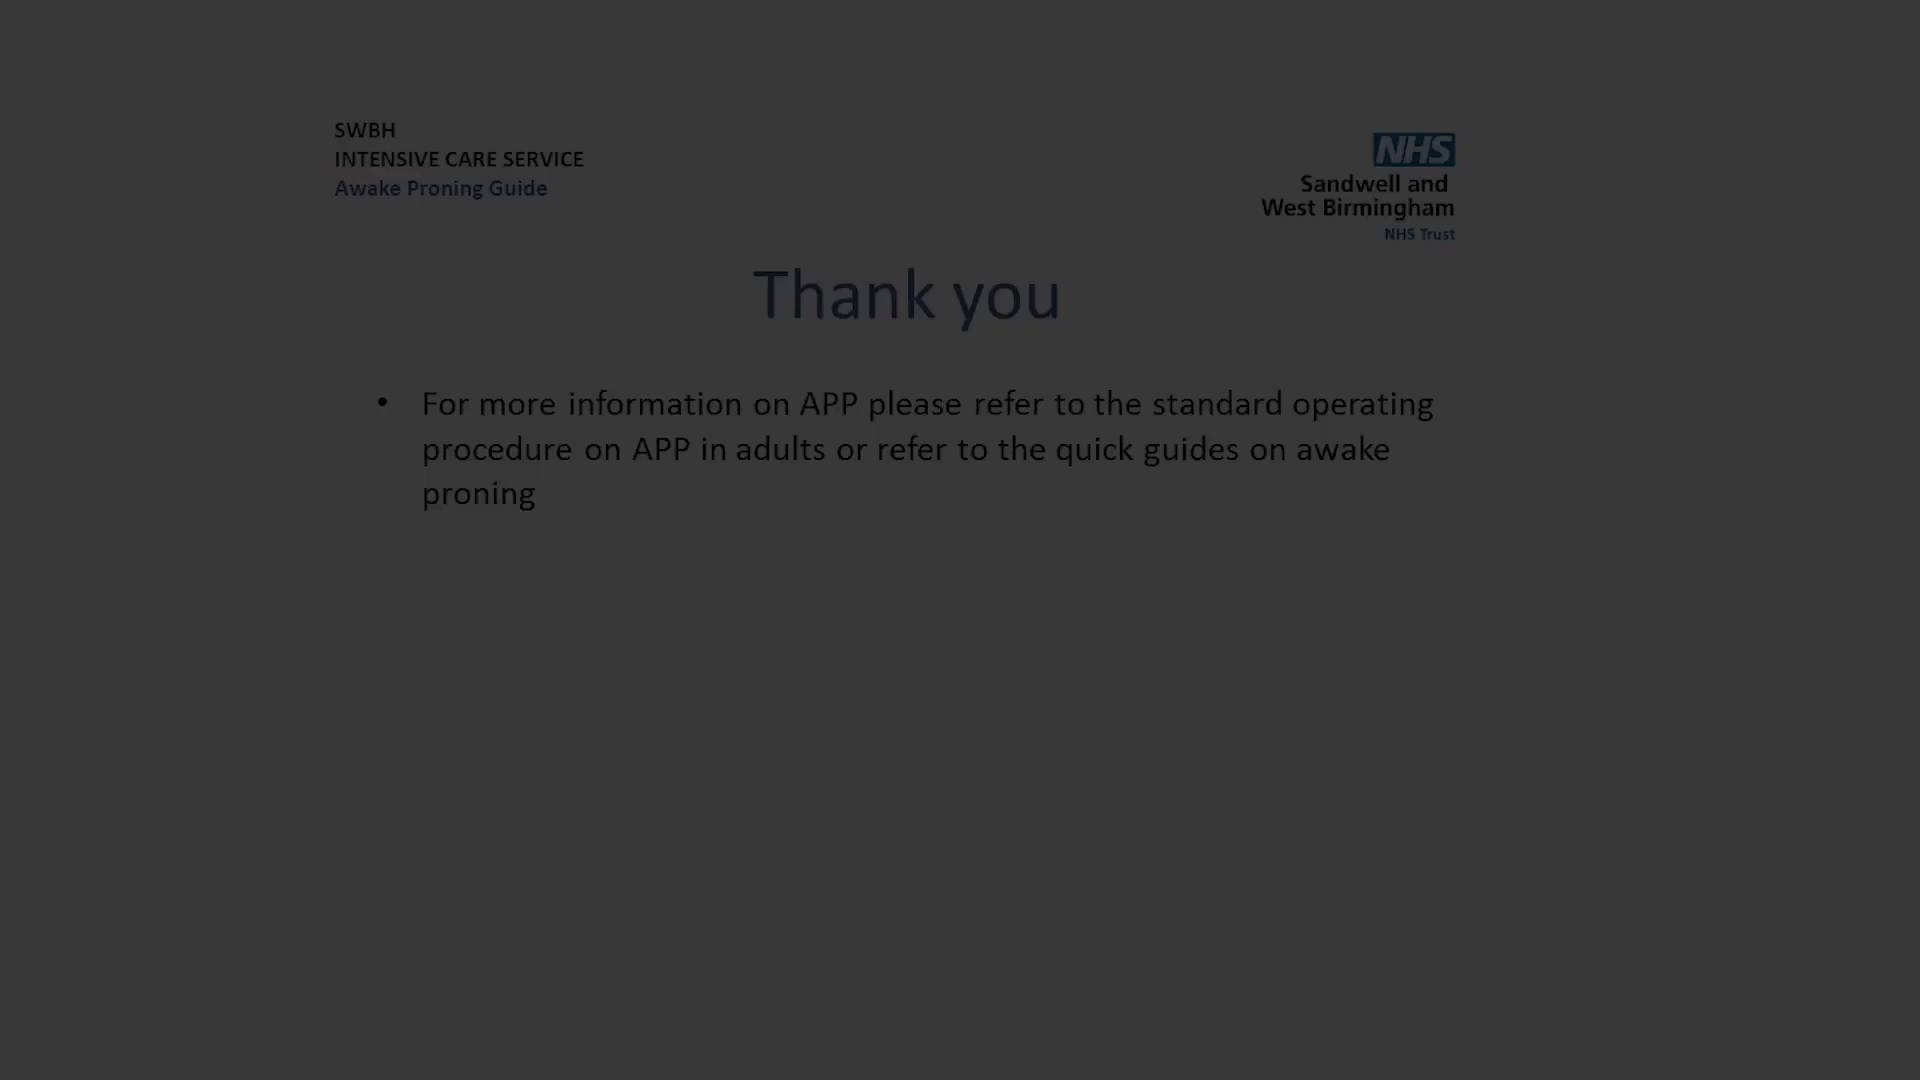 SWBH
INTENSIVE CARE SERVICE
Awake Proning Guide
NHS
Sandwell and
West Birmingham
NHS Trust
Thank you
• For more information on APP please refer to the standard operating
procedure on APP in adults or refer to the quick guides on awake
proning